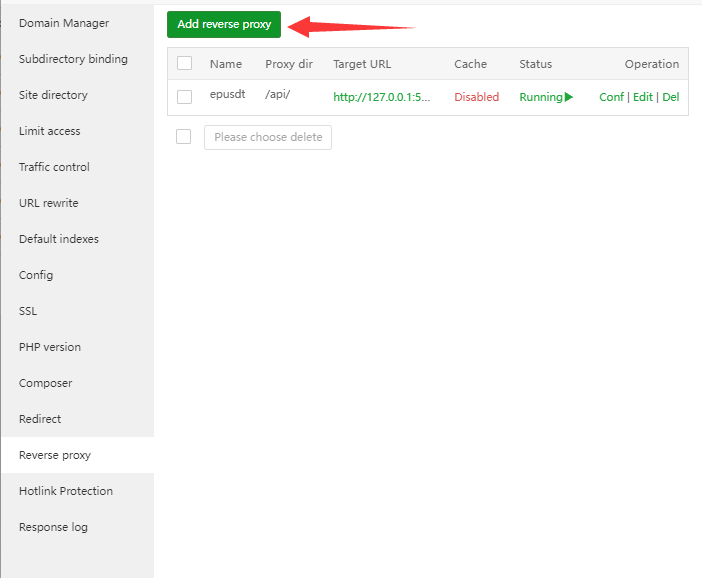 Domain Manager
Subdirectory binding
Site directory
Limit access
Traffic control
URL rewrite
Default indexes
Config
SSL
PHP version
Composer
Redirect
Reverse proxy
Hotlink Protection
Response log
Add reverse proxy
Name Proxy dir Target URL Cache Status Operation
epusdt /api/ http://127.0.0.1:5... Disabled Running Conf | Edit | Del
Please choose delete